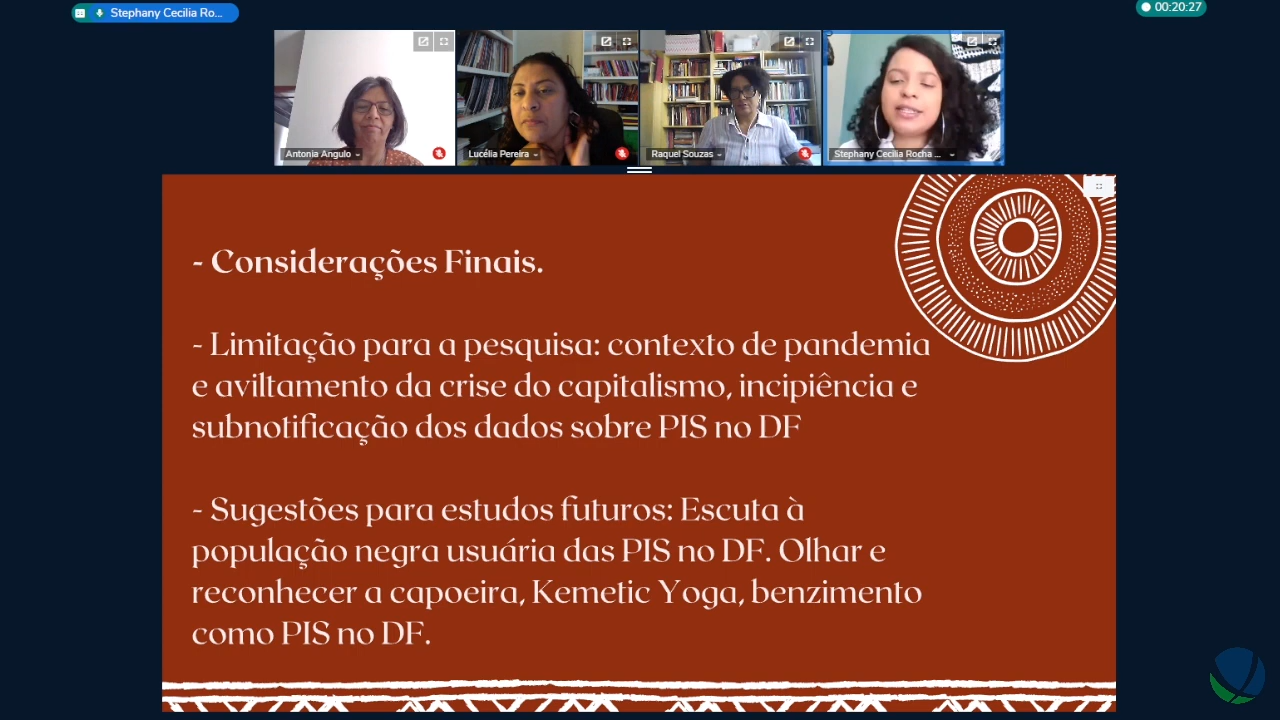 Stephany Cecilia Ro...
00:20:27
Antonia Angulo
Lucélia Pereira
Raquel Souzas
Stephany Cecilia Rocha ...
- Considerações Finais.
- Limitação para a pesquisa: contexto de pandemia
e aviltamento da crise do capitalismo, incipiência e
subnotificação dos dados sobre PIS no DF
- Sugestões para estudos futuros: Escuta à
população negra usuária das PIS no DF. Olhar e
reconhecer a capoeira, Kemetic Yoga, benzimento
como PIS no DF.